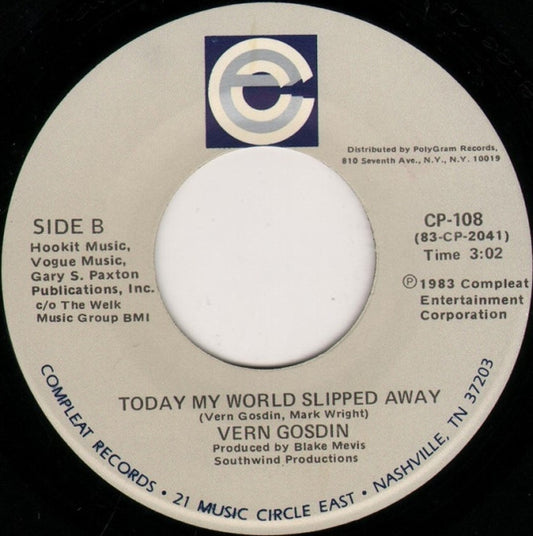 Distributed by PolyGram Records,
810 Seventh Ave., N.Y., N.Y. 10019
SIDE B
Hookit Music,
Vogue Music,
Gary S. Paxton
Publications, Inc.
c/o The Welk
Music Group BMI
CP-108
(83-CP-2041)
Time 3:02
Ⓟ1983 Compleat
Entertainment
Corporation
TODAY MY WORLD SLIPPED AWAY
(Vern Gosdin, Mark Wright)
VERN GOSDIN
Produced by Blake Mevis
Southwind Productions
COMPLEAT RECORDS • 21 MUSIC CIRCLE EAST • NASHVILLE, TN 37203